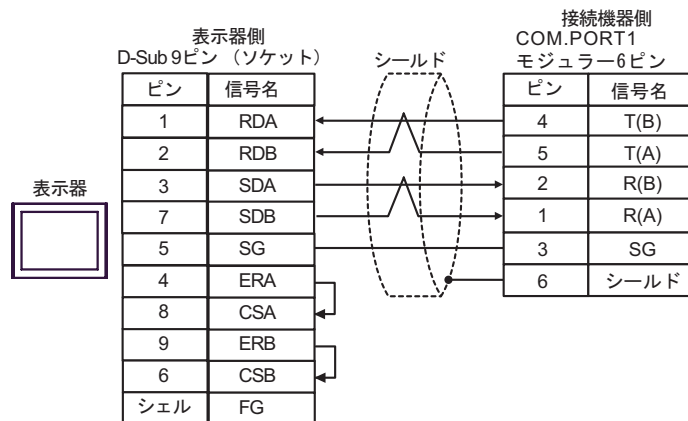 表示器側
D-Sub 9ピン （ソケット）
シールド
接続機器側
COM.PORT1
モジュラー6ピン
ピン 信号名
ピン 信号名
1 RDA
4 T(B)
2 RDB
5 T(A)
表示器
3 SDA
2 R(B)
7 SDB
1 R(A)
5 SG
3 SG
4 ERA
6 シールド
8 CSA
9 ERB
6 CSB
シェル FG